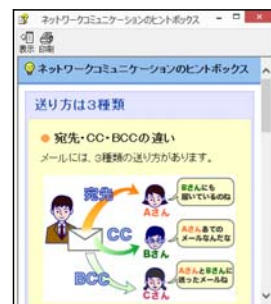 ネットワークコミュニケーションのヒントボックス
表示 印刷
ネットワークコミュニケーションのヒントボックス
送り方は3種類
宛先・CC・BCCの違い
メールには、3種類の送り方があります。
宛先
CC
BCC
Aさん
Bさん
Cさん
Bさんにも
届いているのね
Aさんあての
メールなんだな
AさんとBさんに
送ったメールね